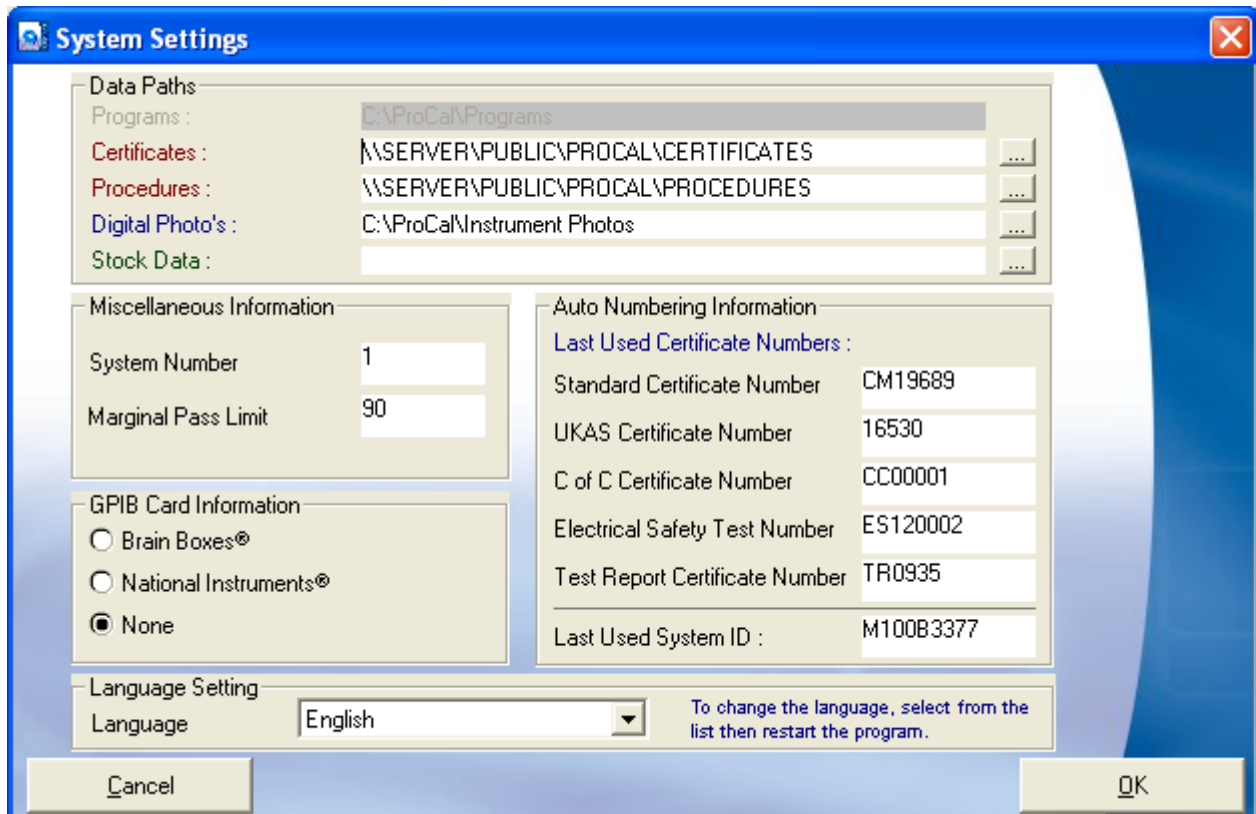 System Settings
Data Paths
Programs : C:\ProCal\Programs
Certificates : \\SERVER\PUBLIC\PROCAL\CERTIFICATES ...
Procedures : \\SERVER\PUBLIC\PROCAL\PROCEDURES ...
Digital Photo's : C:\ProCal\Instrument Photos ...
Stock Data : ...
Miscellaneous Information
System Number 1
Marginal Pass Limit 90
GPIB Card Information
Brain Boxes®
National Instruments®
None
Auto Numbering Information
Last Used Certificate Numbers :
Standard Certificate Number CM19689
UKAS Certificate Number 16530
C of C Certificate Number CC00001
Electrical Safety Test Number ES120002
Test Report Certificate Number TR0935
Last Used System ID : M100B3377
Language Setting
Language English
To change the language, select from the
list then restart the program.
Cancel
OK